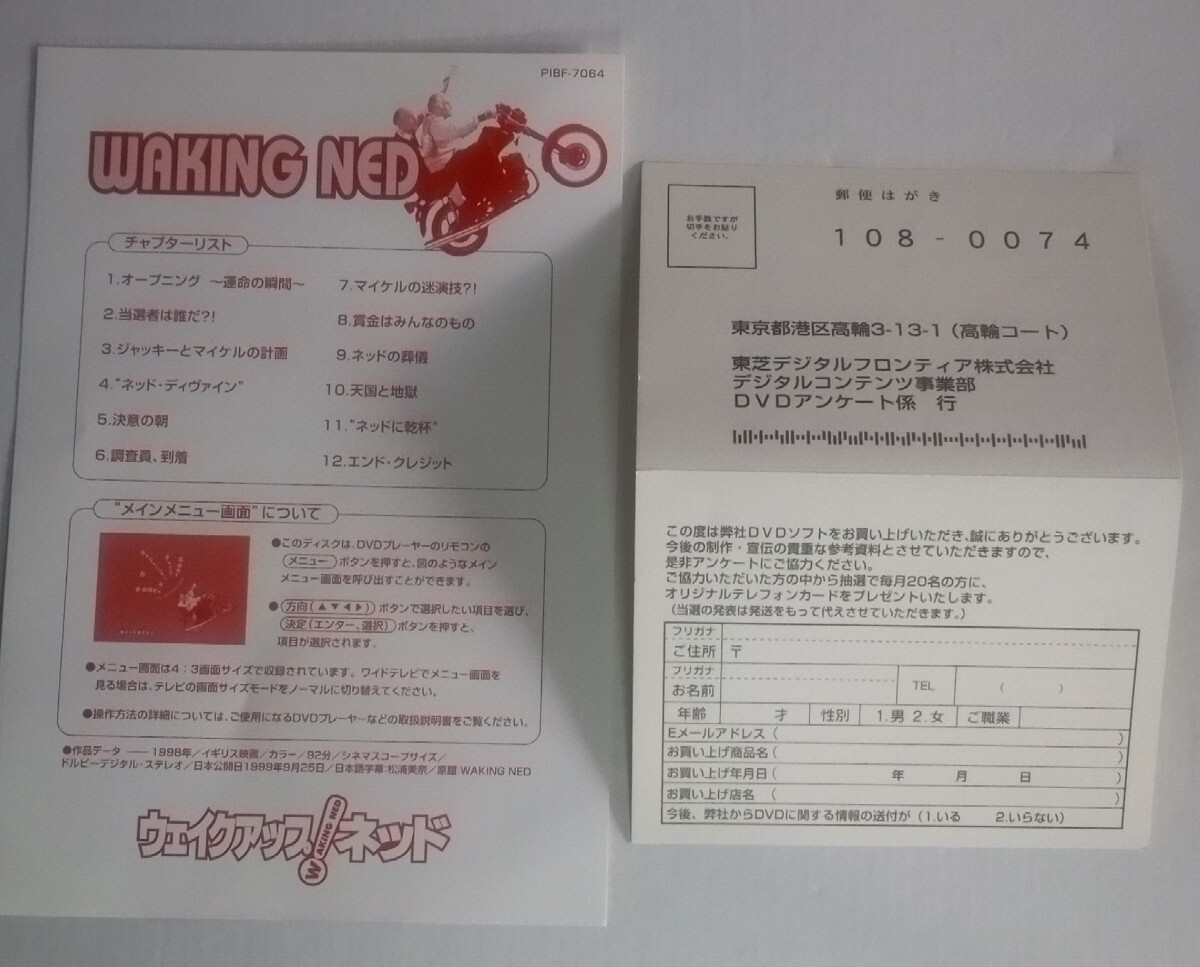 PIBF-7064
WAKING NED
チャプターリスト
1.オープニング ～運命の瞬間～
2.当選者は誰だ?!
3.ジャッキーとマイケルの計画
4.“ネッド・ディヴァイン”
5.決意の朝
6.調査員、到着
7.マイケルの迷演技?!
8.賞金はみんなのもの
9.ネッドの葬儀
10.天国と地獄
11.“ネッドに乾杯”
12.エンド・クレジット
“メインメニュー画面”について
●このディスクは、DVDプレーヤーのリモコンの
メニュー ボタンを押すと、図のようなメイン
メニュー画面を呼び出すことができます。
●方向(▲▼◀▶) ボタンで選択したい項目を選び、
決定(エンター、選択) ボタンを押すと、
項目が選択されます。
●メニュー画面は4：3画面サイズで収録されています。ワイドテレビでメニュー画面を
見る場合は、テレビの画面サイズモードをノーマルに切り替えてください。
●操作方法の詳細については、ご使用になるDVDプレーヤーなどの取扱説明書をご覧ください。
●作品データ ―― 1998年／イギリス映画／カラー／92分／シネマスコープサイズ／
ドルビーデジタル・ステレオ／日本公開日1999年9月25日／日本語字幕:松浦美奈／原題:WAKING NED
ウェイクアップ!ネッド
WAKING NED
お手数ですが
切手をお貼り
ください。
郵便はがき
108-0074
東京都港区高輪3-13-1（高輪コート）
東芝デジタルフロンティア株式会社
デジタルコンテンツ事業部
DVDアンケート係 行
この度は弊社DVDソフトをお買い上げいただき、誠にありがとうございます。
今後の制作・宣伝の貴重な参考資料とさせていただきますので、
是非アンケートにご協力ください。
ご協力いただいた方の中から抽選で毎月20名の方に、
オリジナルテレフォンカードをプレゼントいたします。
（当選の発表は発送をもって代えさせていただきます。）
フリガナ
ご住所 〒
フリガナ
お名前 TEL （ ）
年齢 才 性別 1.男 2.女 ご職業
Eメールアドレス（ ）
お買い上げ商品名（ ）
お買い上げ年月日（ 年 月 日 ）
お買い上げ店名 （ ）
今後、弊社からDVDに関する情報の送付が（1.いる 2.いらない）